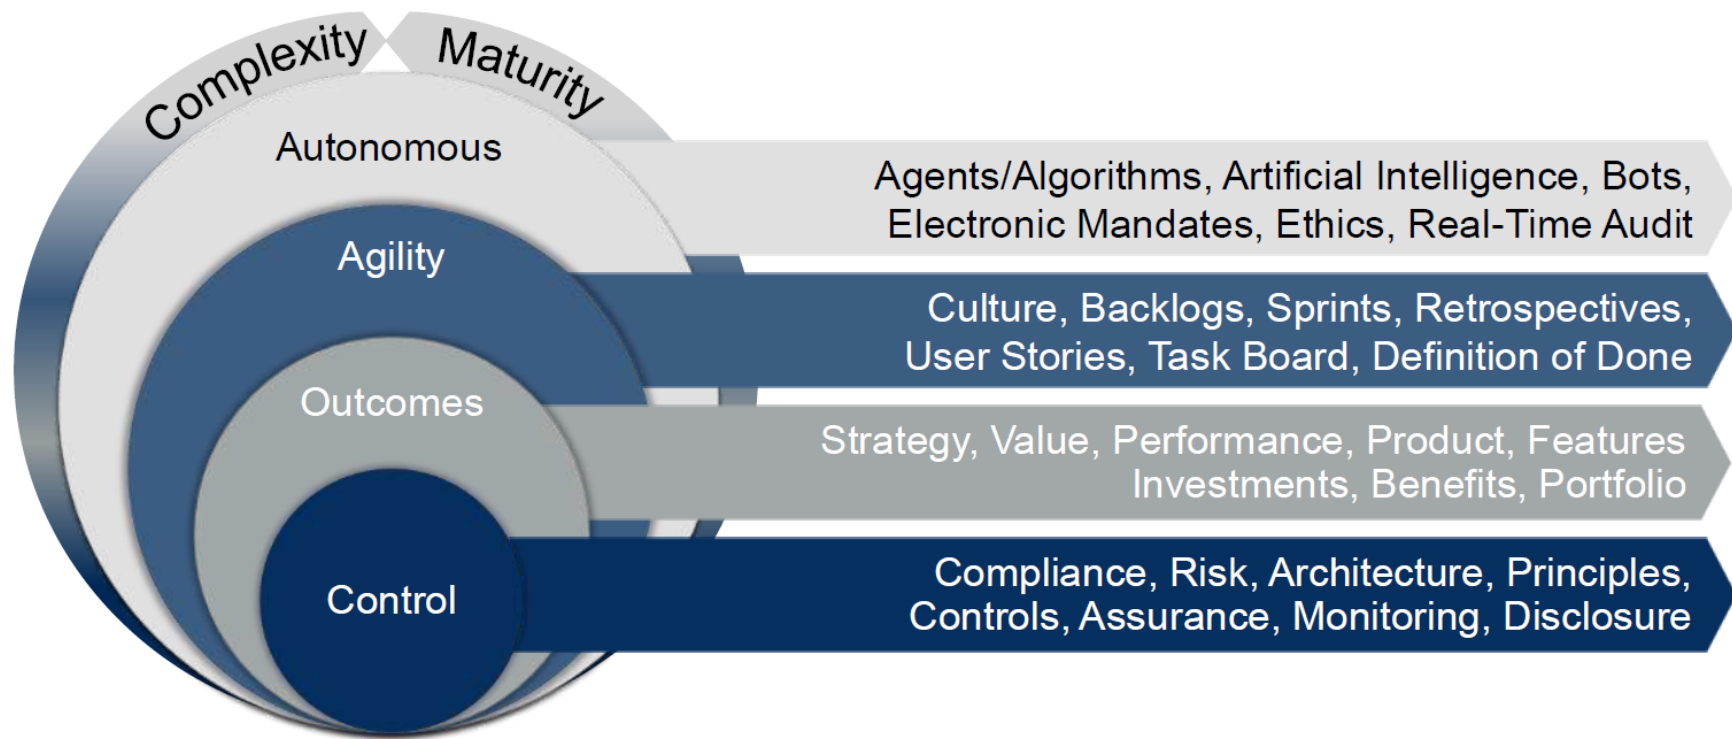 Complexity
Maturity
Autonomous
Agents/Algorithms, Artificial Intelligence, Bots,
Electronic Mandates, Ethics, Real-Time Audit
Agility
Culture, Backlogs, Sprints, Retrospectives,
User Stories, Task Board, Definition of Done
Outcomes
Strategy, Value, Performance, Product, Features
Investments, Benefits, Portfolio
Control
Compliance, Risk, Architecture, Principles,
Controls, Assurance, Monitoring, Disclosure